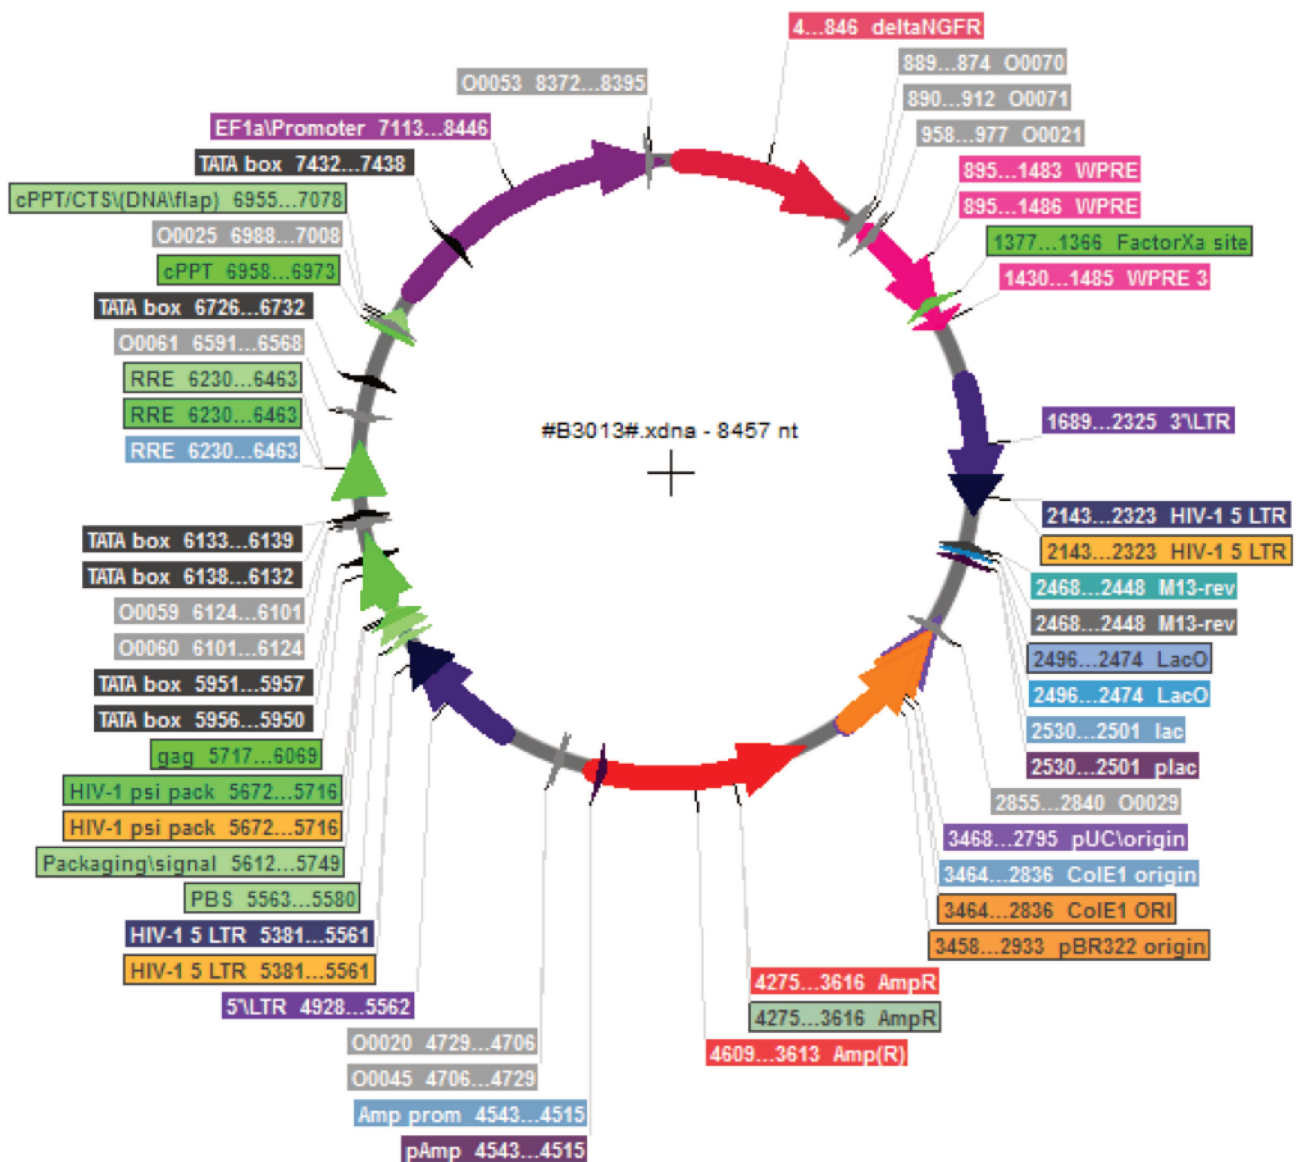 4...846 deltaNGFR
889...874 O0070
890...912 O0071
958...977 O0021
895...1483 WPRE
895...1486 WPRE
1377...1366 FactorXa site
1430...1485 WPRE 3
1689...2325 3'\LTR
2143...2323 HIV-1 5 LTR
2143...2323 HIV-1 5 LTR
2468...2448 M13-rev
2468...2448 M13-rev
2496...2474 LacO
2496...2474 LacO
2530...2501 lac
2530...2501 plac
2855...2840 O0029
3468...2795 pUC\origin
3464...2836 ColE1 origin
3464...2836 ColE1 ORI
3458...2933 pBR322 origin
4275...3616 AmpR
4275...3616 AmpR
4609...3613 Amp(R)
O0053 8372...8395
EF1a\Promoter 7113...8446
TATA box 7432...7438
cPPT/CTS\(DNA\flap) 6955...7078
O0025 6988...7008
cPPT 6958...6973
TATA box 6726...6732
O0061 6591...6568
RRE 6230...6463
RRE 6230...6463
RRE 6230...6463
TATA box 6133...6139
TATA box 6138...6132
O0059 6124...6101
O0060 6101...6124
TATA box 5951...5957
TATA box 5956...5950
gag 5717...6069
HIV-1 psi pack 5672...5716
HIV-1 psi pack 5672...5716
Packaging\signal 5612...5749
PBS 5563...5580
HIV-1 5 LTR 5381...5561
HIV-1 5 LTR 5381...5561
5'\LTR 4928...5562
O0020 4729...4706
O0045 4706...4729
Amp prom 4543...4515
pAmp 4543...4515
#B3013#.xdna - 8457 nt